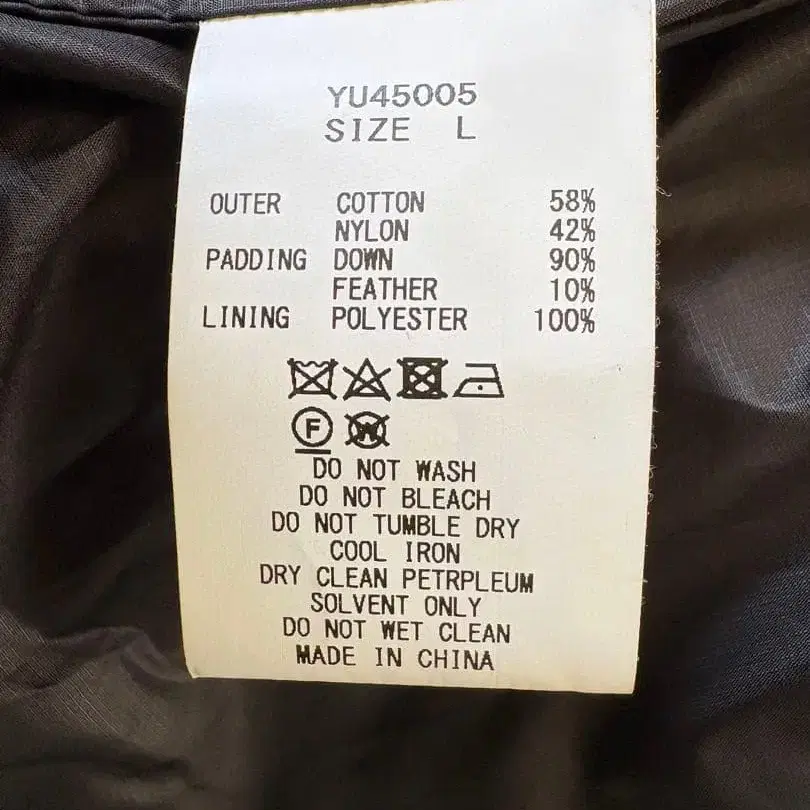 YU45005
SIZE L
OUTER COTTON 58%
NYLON 42%
PADDING DOWN 90%
FEATHER 10%
LINING POLYESTER 100%
F W
DO NOT WASH
DO NOT BLEACH
DO NOT TUMBLE DRY
COOL IRON
DRY CLEAN PETRPLEUM
SOLVENT ONLY
DO NOT WET CLEAN
MADE IN CHINA